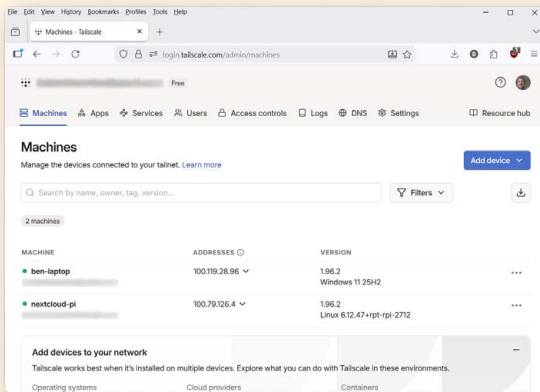 File Edit View History Bookmarks Profiles Tools Help
Machines - Tailscale
login.tailscale.com/admin/machines
Free
Machines Apps Services Users Access controls Logs DNS Settings Resource hub
Machines
Manage the devices connected to your tailnet. Learn more
Add device
Search by name, owner, tag, version...
Filters
2 machines
MACHINE ADDRESSES VERSION
ben-laptop 100.119.28.96 1.96.2
Windows 11 25H2
nextcloud-pi 100.79.126.4 1.96.2
Linux 6.12.47+rpt-rpi-2712
Add devices to your network
Tailscale works best when it's installed on multiple devices. Explore what you can do with Tailscale in these environments.
Operating systems Cloud providers Containers